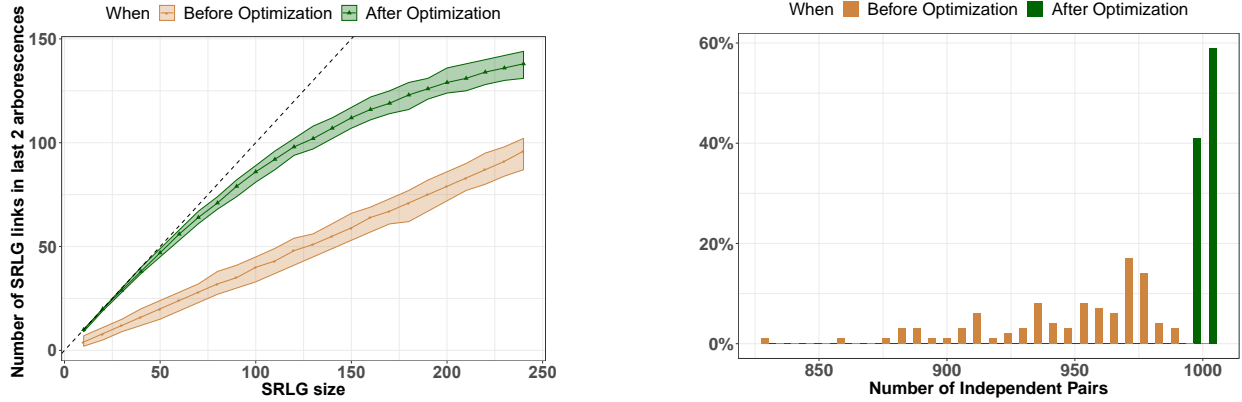 When Before Optimization After Optimization
Number of SRLG links in last 2 arborescences
150
100
50
0
0 50 100 150 200 250
SRLG size
When Before Optimization After Optimization
60%
40%
20%
0%
850 900 950 1000
Number of Independent Pairs